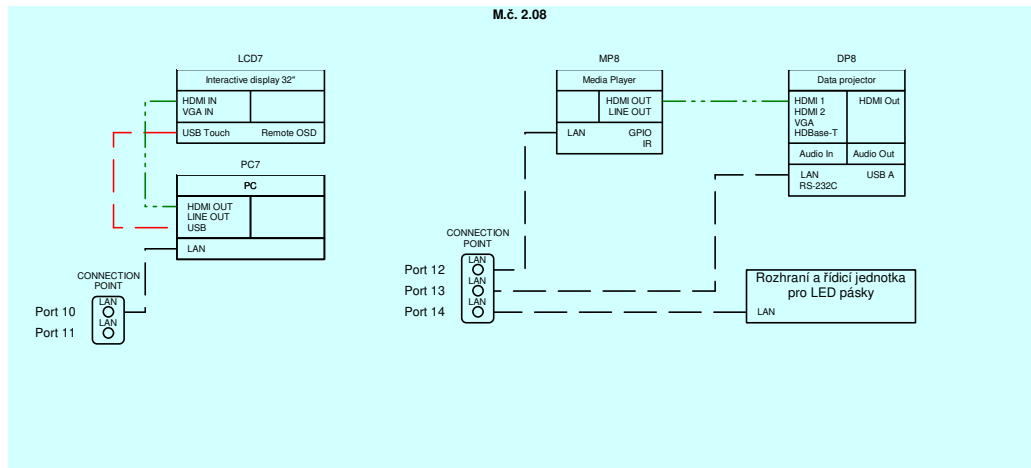 M.č. 2.08
LCD7
Interactive display 32"
HDMI IN
VGA IN
USB Touch
Remote OSD
PC7
PC
HDMI OUT
LINE OUT
USB
LAN
CONNECTION
POINT
LAN
Port 10
LAN
Port 11
MP8
Media Player
HDMI OUT
LINE OUT
LAN
GPIO
IR
DP8
Data projector
HDMI 1
HDMI Out
HDMI 2
VGA
HDBase-T
Audio In
Audio Out
LAN
USB A
RS-232C
CONNECTION
POINT
LAN
Port 12
LAN
Port 13
LAN
Port 14
Rozhraní a řídicí jednotka
pro LED pásky
LAN